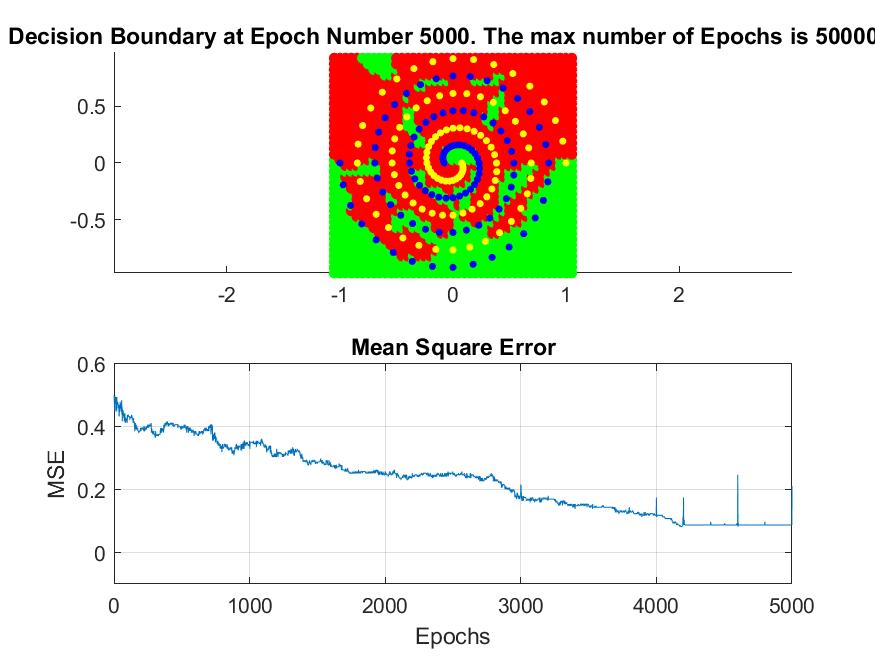 Decision Boundary at Epoch Number 5000. The max number of Epochs is 50000
0.5
0
-0.5
-2 -1 0 1 2
Mean Square Error
0.6
0.4
0.2
0
MSE
0 1000 2000 3000 4000 5000
Epochs